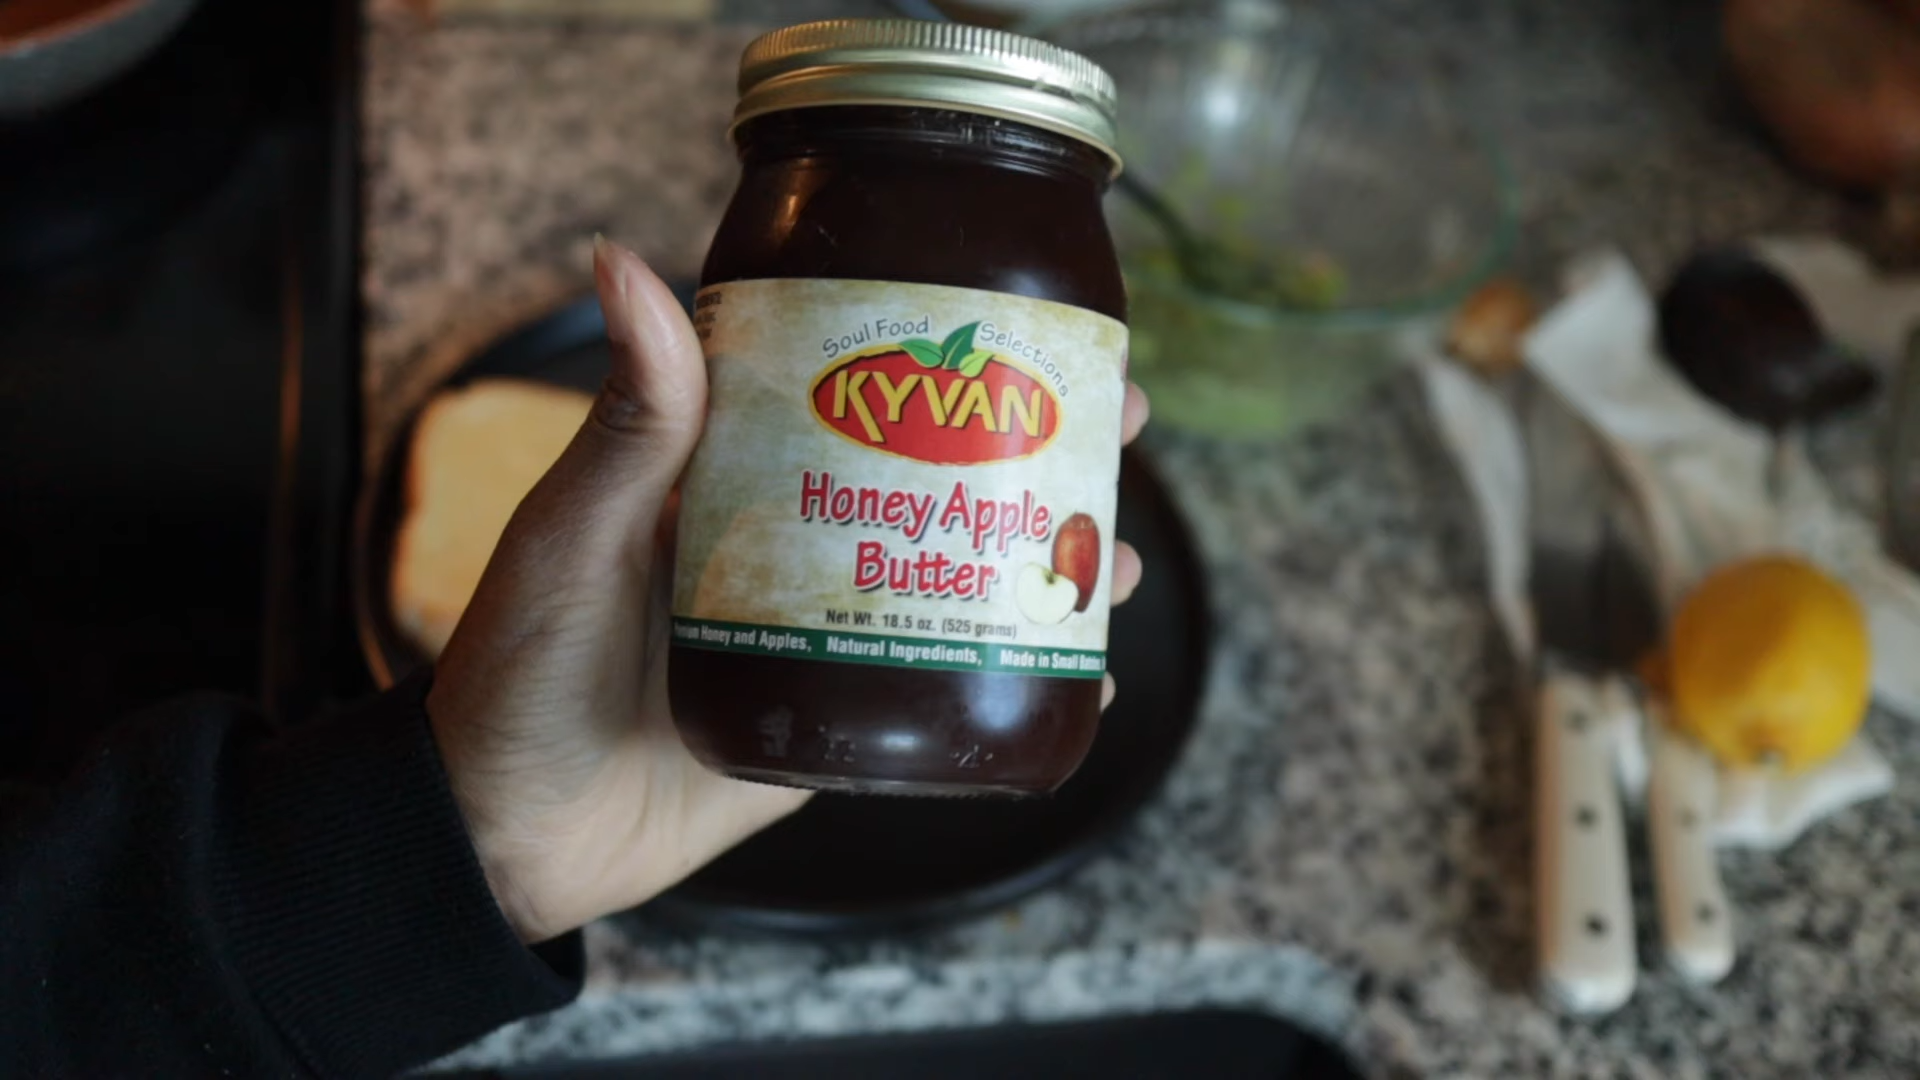 Soul Food Selections
KYVAN
Honey Apple
Butter
Net Wt. 18.5 oz. (525 grams)
Premium Honey and Apples, Natural Ingredients, Made in Small